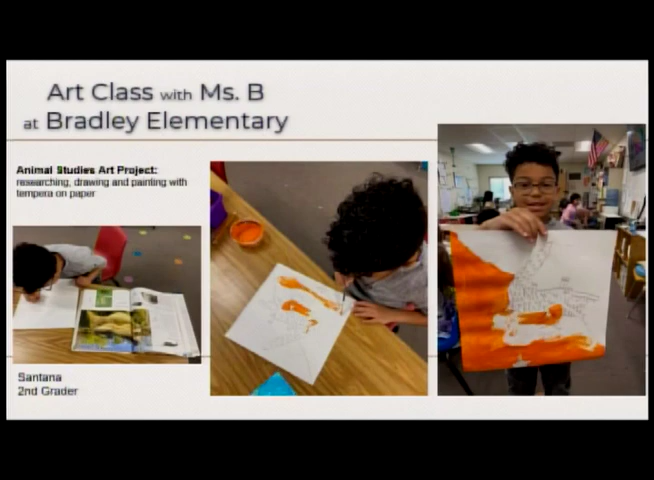 Art Class with Ms. B
at Bradley Elementary
Animal Studies Art Project:
researching, drawing and painting with
tempera on paper
Santana
2nd Grader